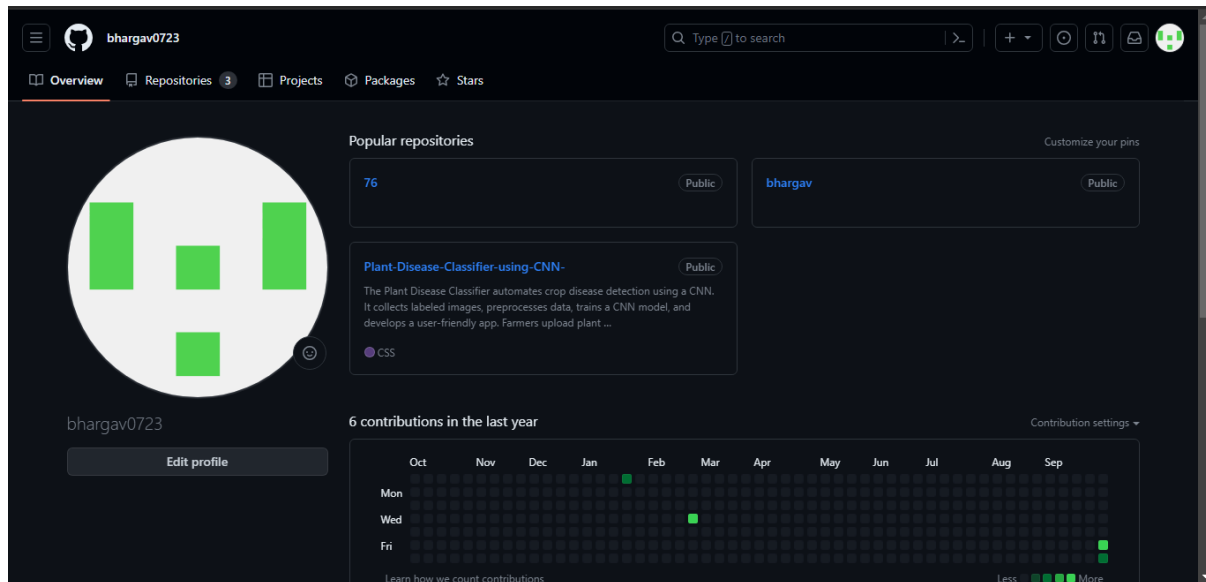 bhargav0723
Type / to search
Overview Repositories 3 Projects Packages Stars
Popular repositories
Customize your pins
76 Public
bhargav Public
Plant-Disease-Classifier-using-CNN- Public
The Plant Disease Classifier automates crop disease detection using a CNN.
It collects labeled images, preprocesses data, trains a CNN model, and
develops a user-friendly app. Farmers upload plant ...
CSS
bhargav0723
Edit profile
6 contributions in the last year
Contribution settings
Oct Nov Dec Jan Feb Mar Apr May Jun Jul Aug Sep
Mon
Wed
Fri
Learn how we count contributions
Less More